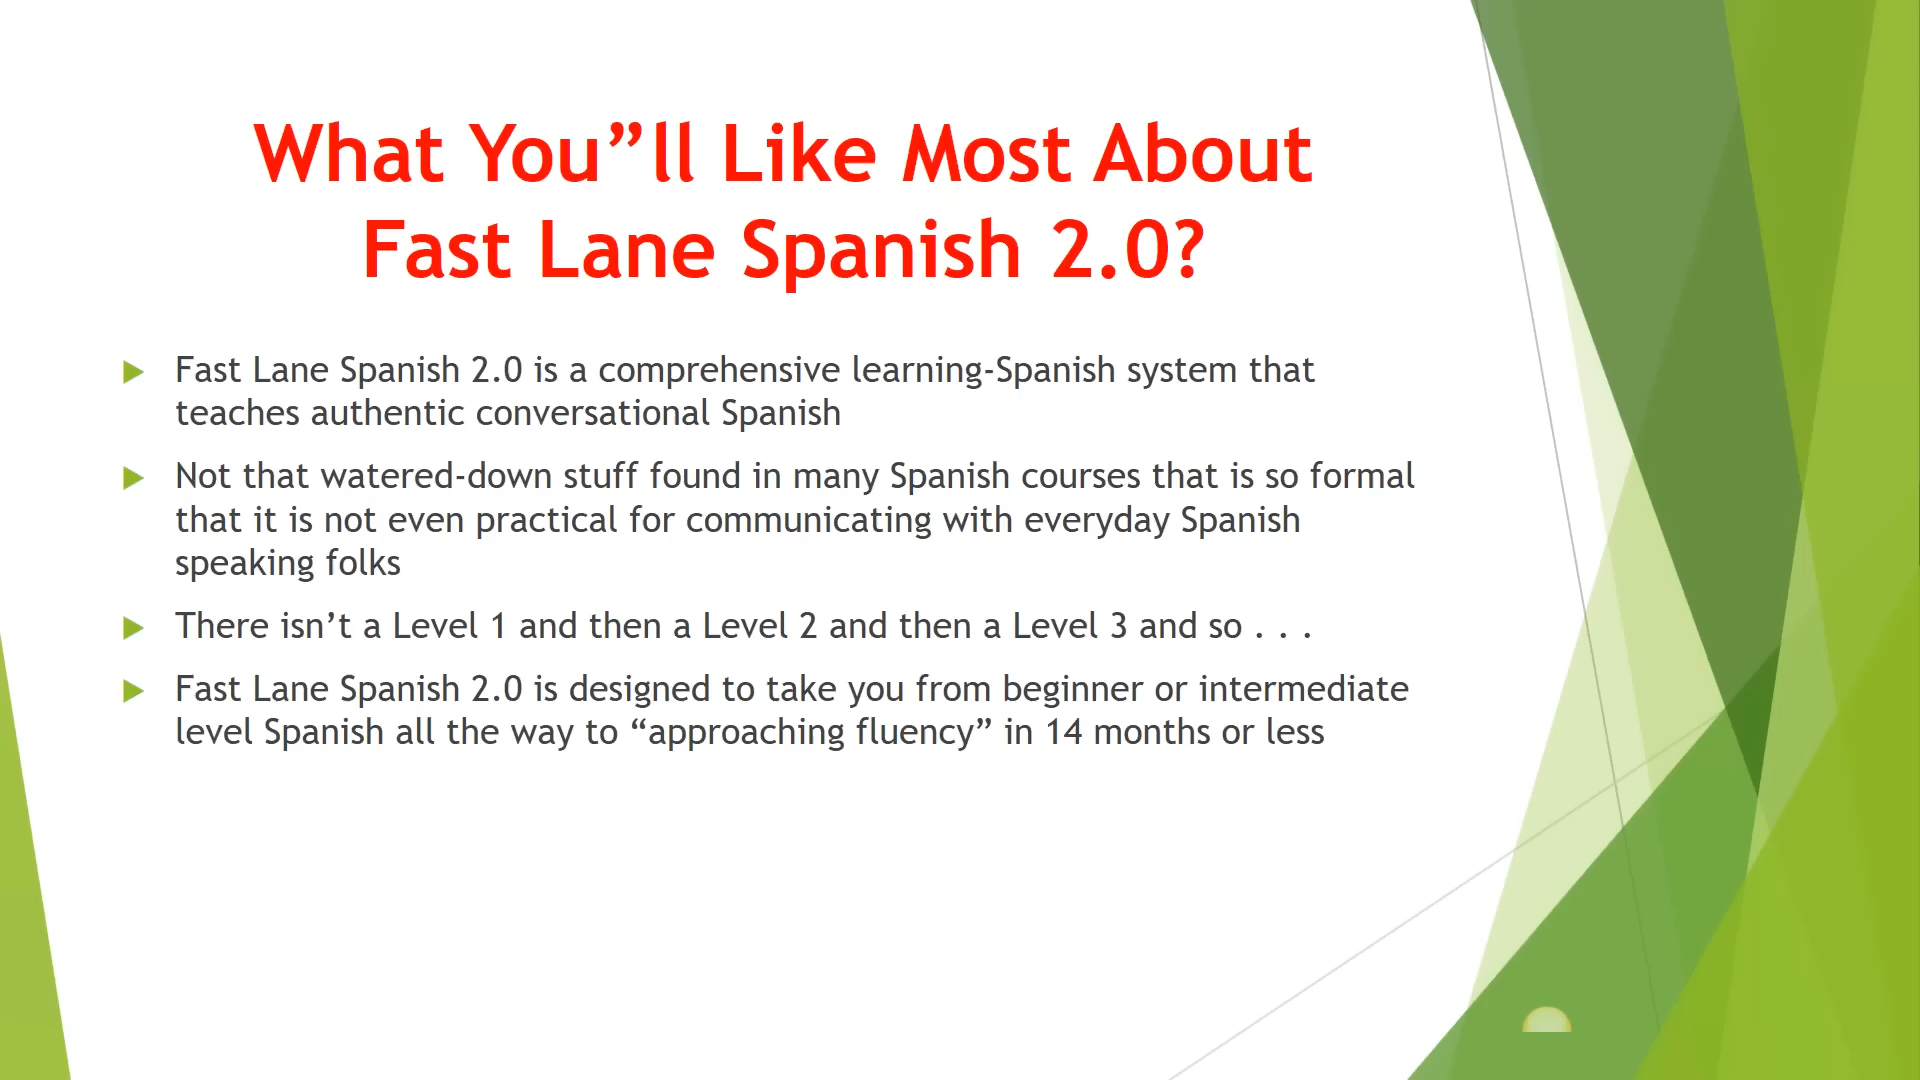 What You”ll Like Most About
Fast Lane Spanish 2.0?
Fast Lane Spanish 2.0 is a comprehensive learning-Spanish system that
teaches authentic conversational Spanish
Not that watered-down stuff found in many Spanish courses that is so formal
that it is not even practical for communicating with everyday Spanish
speaking folks
There isn’t a Level 1 and then a Level 2 and then a Level 3 and so . . .
Fast Lane Spanish 2.0 is designed to take you from beginner or intermediate
level Spanish all the way to “approaching fluency” in 14 months or less